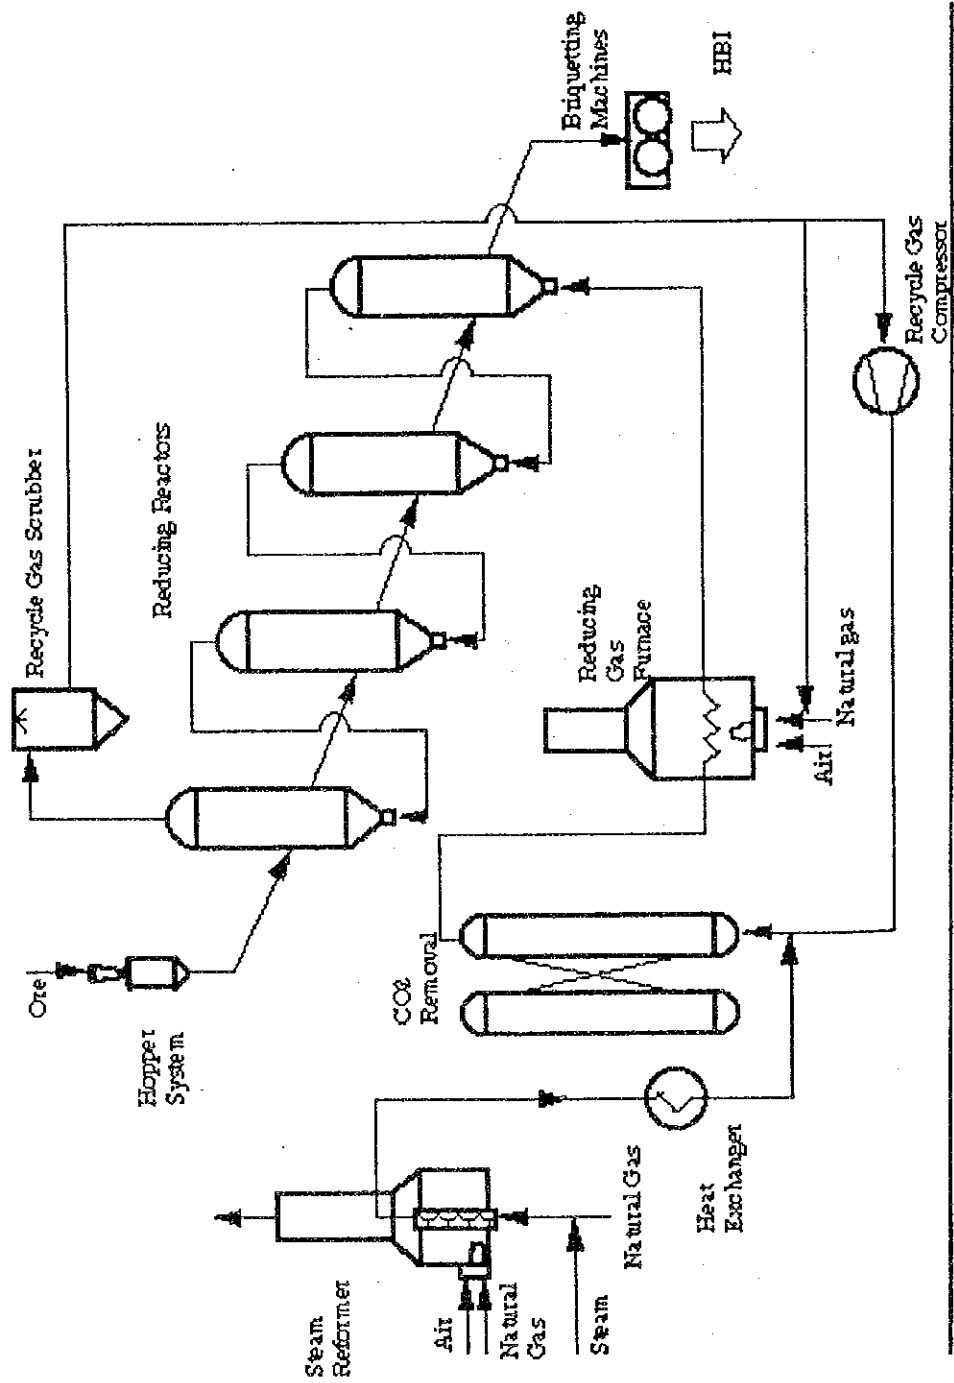 Ore
Hopper
System
Recycle Gas Scrubber
Reducing Reactors
Briquetting
Machines
HBI
Steam
Reformer
Air
Natural
Gas
Steam
Natural Gas
Heat
Exchanger
CO2
Removal
Reducing
Gas
Furnace
Air
Natural gas
Recycle Gas
Compressor